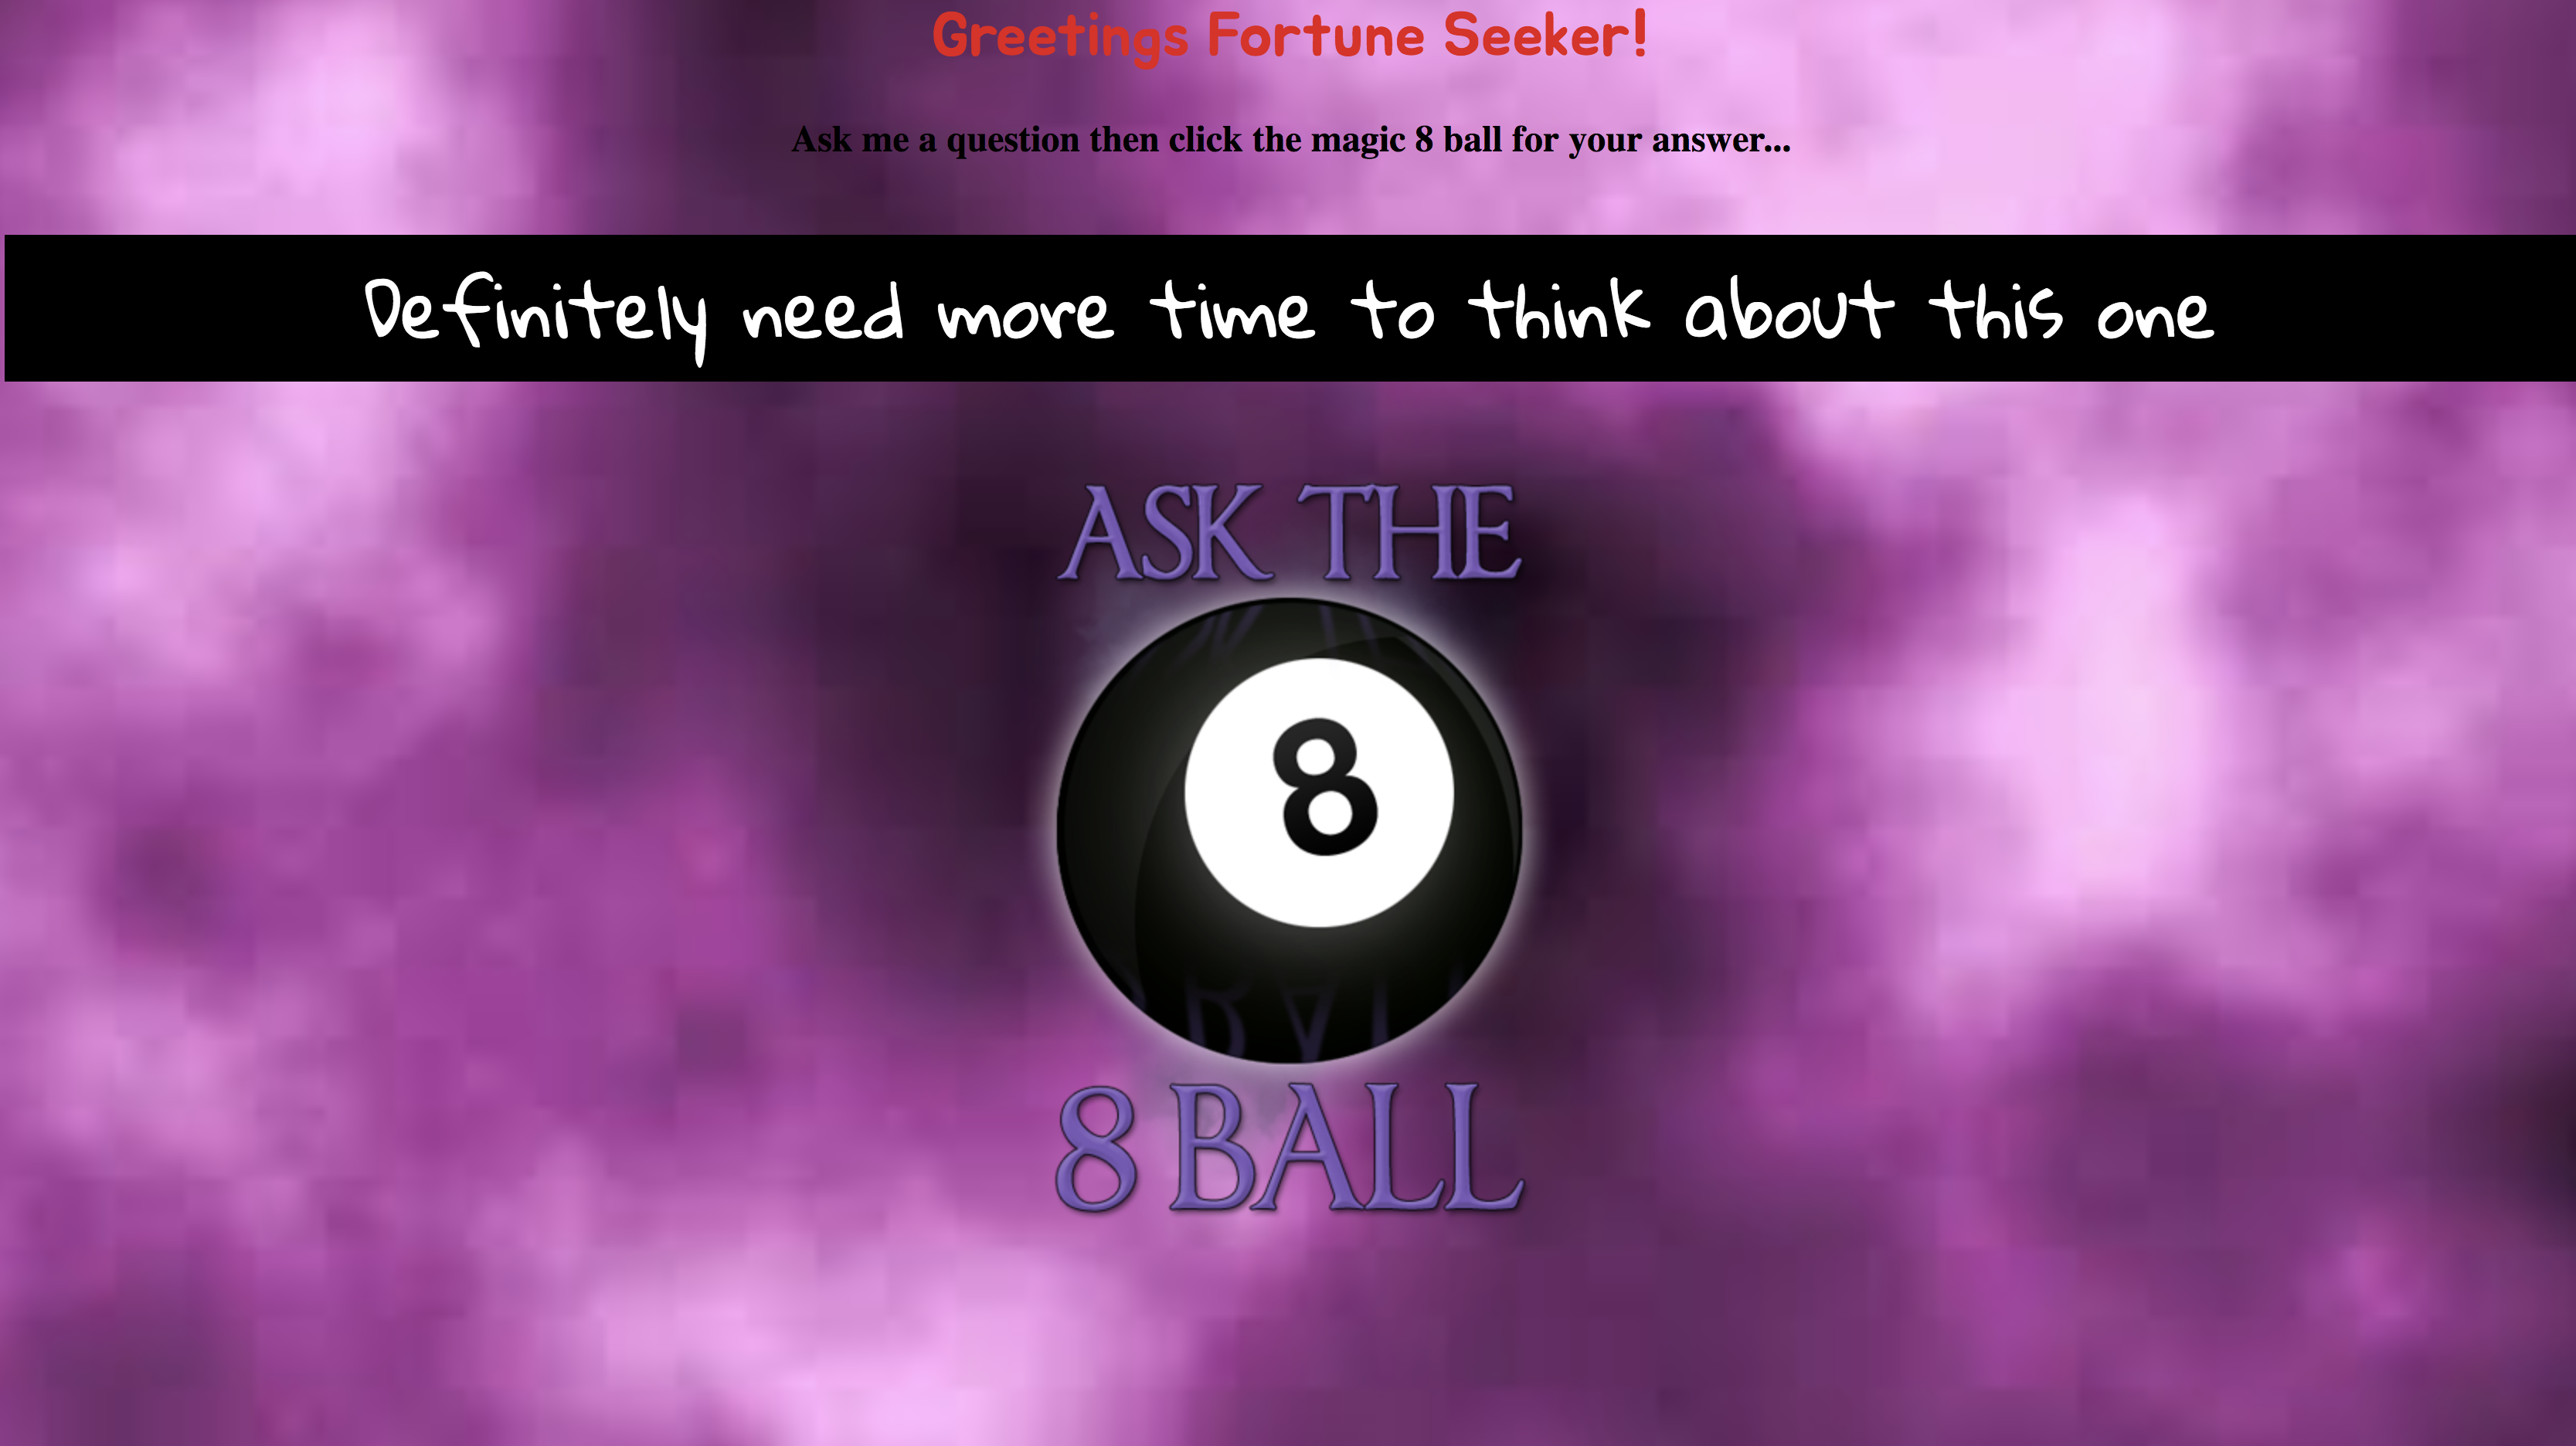 Greetings Fortune Seeker!
Ask me a question then click the magic 8 ball for your answer...
Definitely need more time to think about this one
ASK THE
8
8 BALL